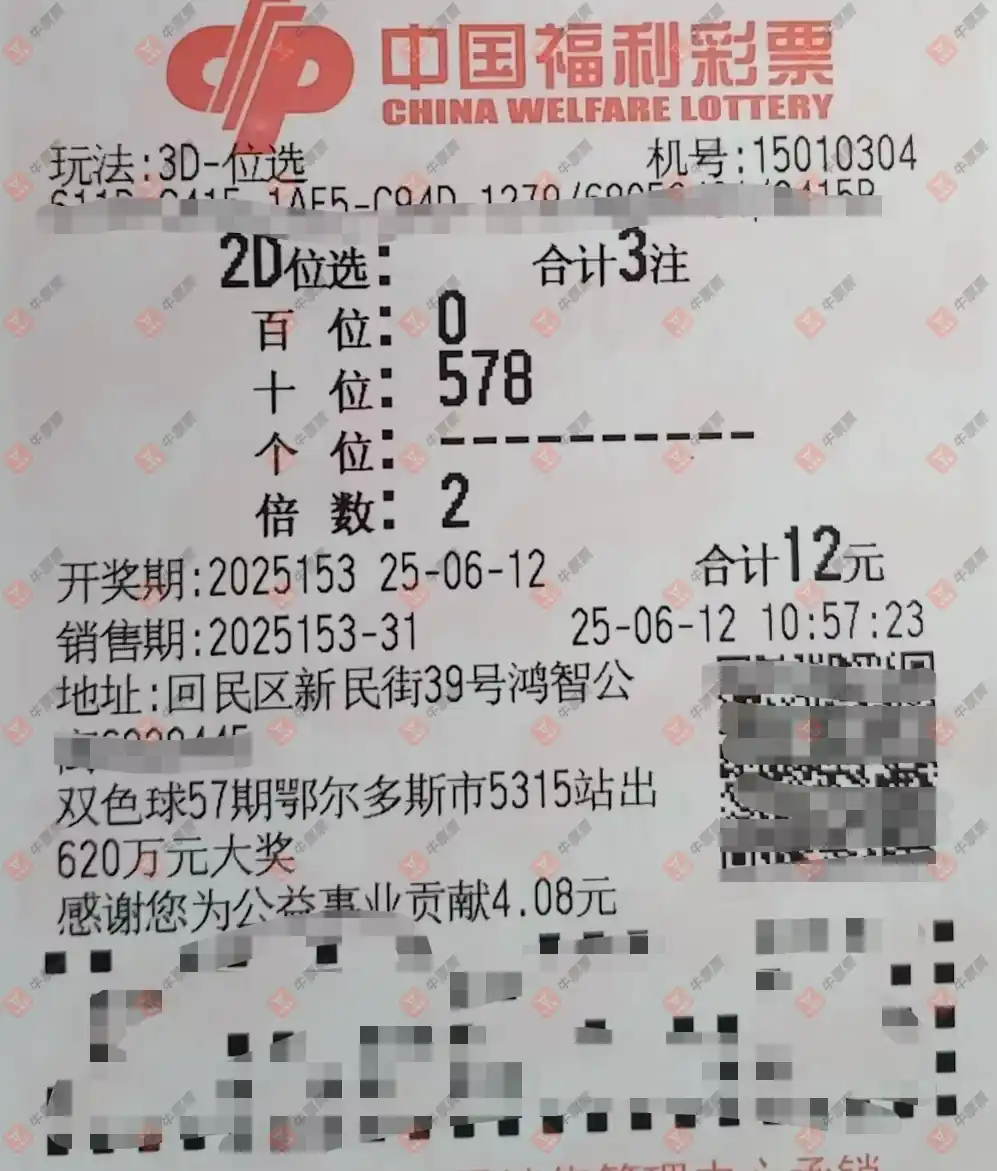 中国福利彩票
CHINA WELFARE LOTTERY
玩法:3D-位选 机号:15010304
2D位选: 合计3注
百 位: 0
十 位: 578
个 位: -----------
倍 数: 2
开奖期:2025153 25-06-12 合计12元
销售期:2025153-31 25-06-12 10:57:23
地址:回民区新民街39号鸿智公
双色球57期鄂尔多斯市5315站出
620万元大奖
感谢您为公益事业贡献4.08元
牛票票